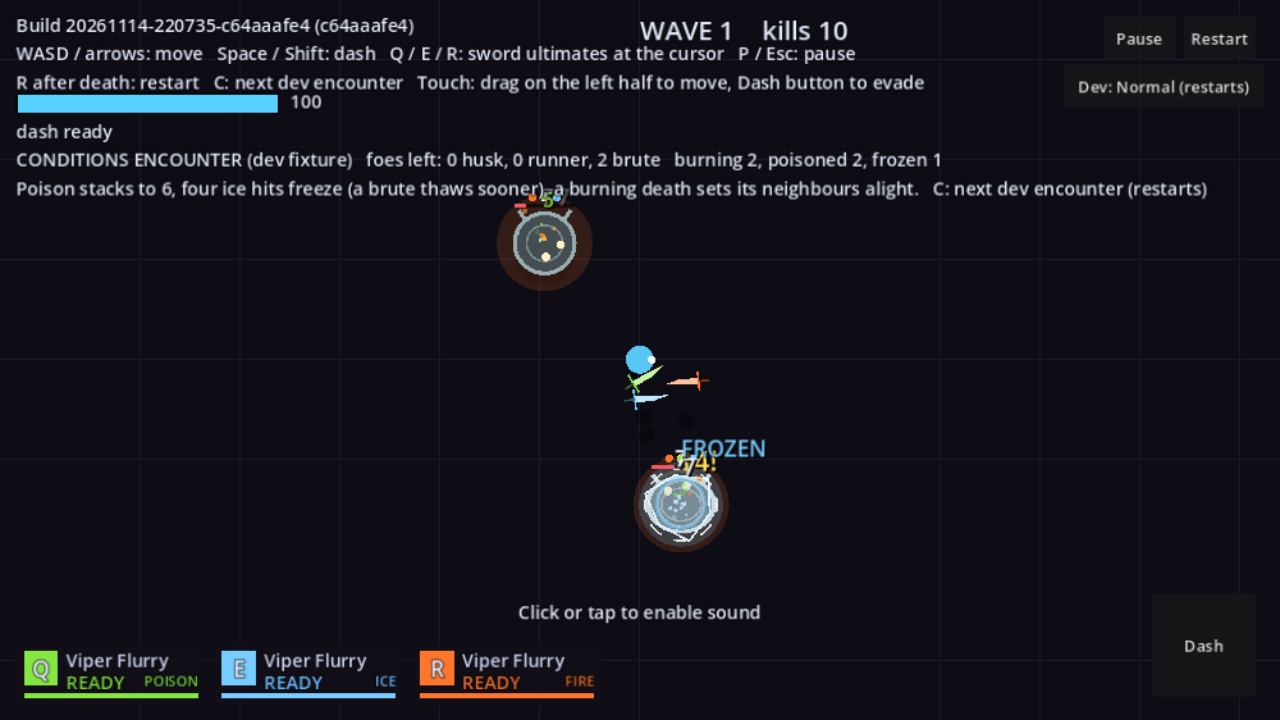 Build 20261114-220735-c64aaafe4 (c64aaafe4)
WAVE 1 kills 10
Pause
Restart
WASD / arrows: move Space / Shift: dash Q / E / R: sword ultimates at the cursor P / Esc: pause
R after death: restart C: next dev encounter Touch: drag on the left half to move, Dash button to evade
Dev: Normal (restarts)
100
dash ready
CONDITIONS ENCOUNTER (dev fixture) foes left: 0 husk, 0 runner, 2 brute burning 2, poisoned 2, frozen 1
Poison stacks to 6, four ice hits freeze (a brute thaws sooner), a burning death sets its neighbours alight. C: next dev encounter (restarts)
FROZEN
Click or tap to enable sound
Dash
Q Viper Flurry READY POISON
E Viper Flurry READY ICE
R Viper Flurry READY FIRE